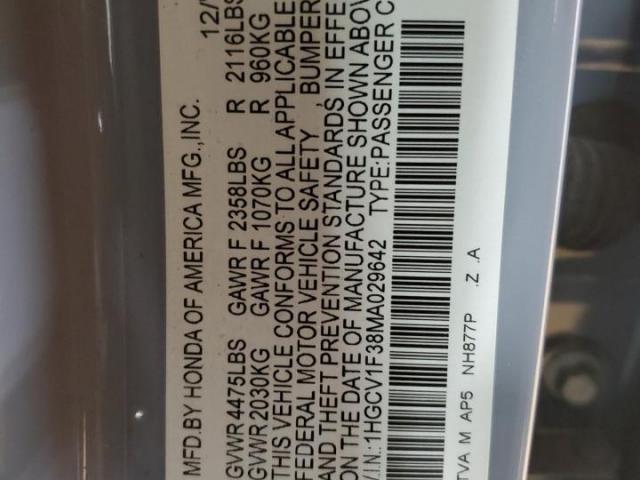 MFD.BY HONDA OF AMERICA MFG.,INC. 12/
GVWR 4475LBS GAWR F 2358LBS R 2116LBS
GVWR 2030KG GAWR F 1070KG R 960KG
THIS VEHICLE CONFORMS TO ALL APPLICABLE
FEDERAL MOTOR VEHICLE SAFETY BUMPER
AND THEFT PREVENTION STANDARDS IN EFFE
ON THE DATE OF MANUFACTURE SHOWN ABOV
V.I.N.:1HGCV1F38MA029642 TYPE:PASSENGER C
TVA M AP5 NH877P .Z .A